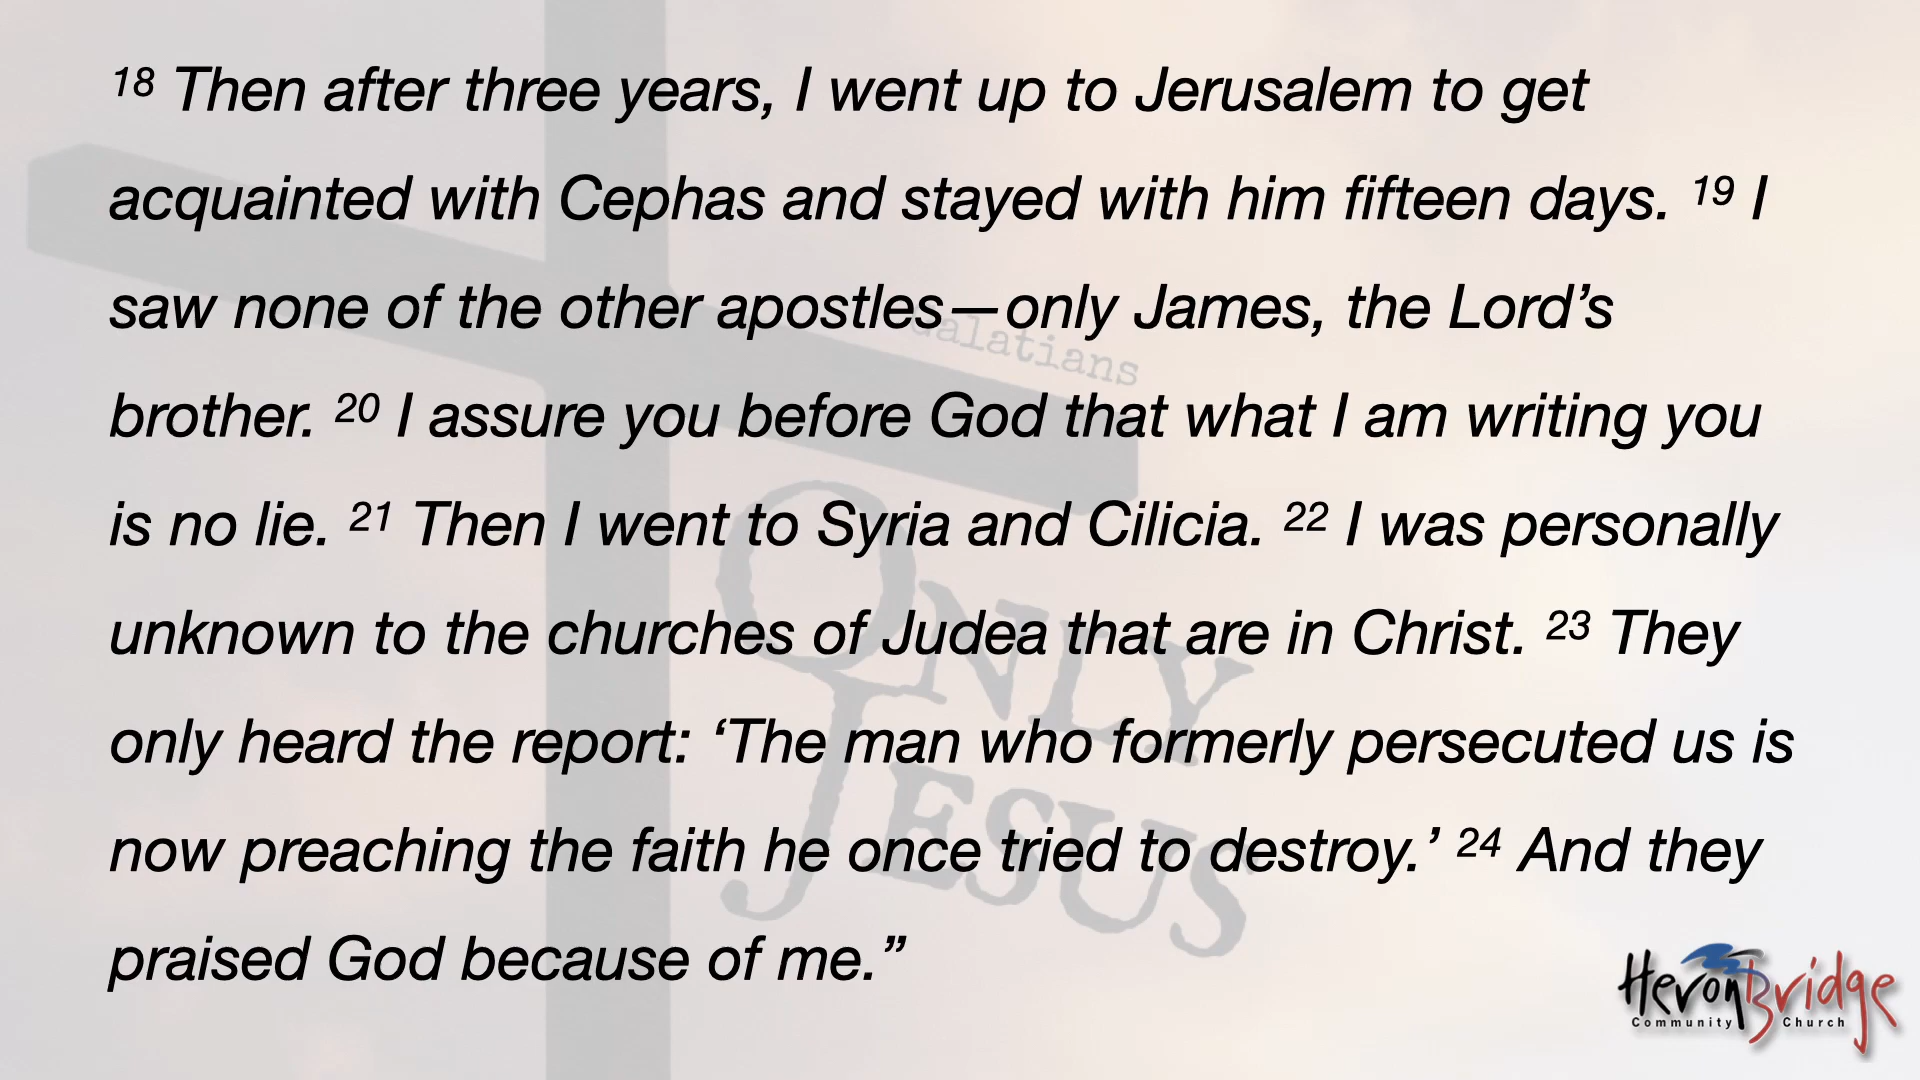 18 Then after three years, I went up to Jerusalem to get
acquainted with Cephas and stayed with him fifteen days. 19 I
saw none of the other apostles—only James, the Lord’s
brother. 20 I assure you before God that what I am writing you
is no lie. 21 Then I went to Syria and Cilicia. 22 I was personally
unknown to the churches of Judea that are in Christ. 23 They
only heard the report: ‘The man who formerly persecuted us is
now preaching the faith he once tried to destroy.’ 24 And they
praised God because of me.”
Galatians
ONLY
JESUS
HeronBridge
Community Church